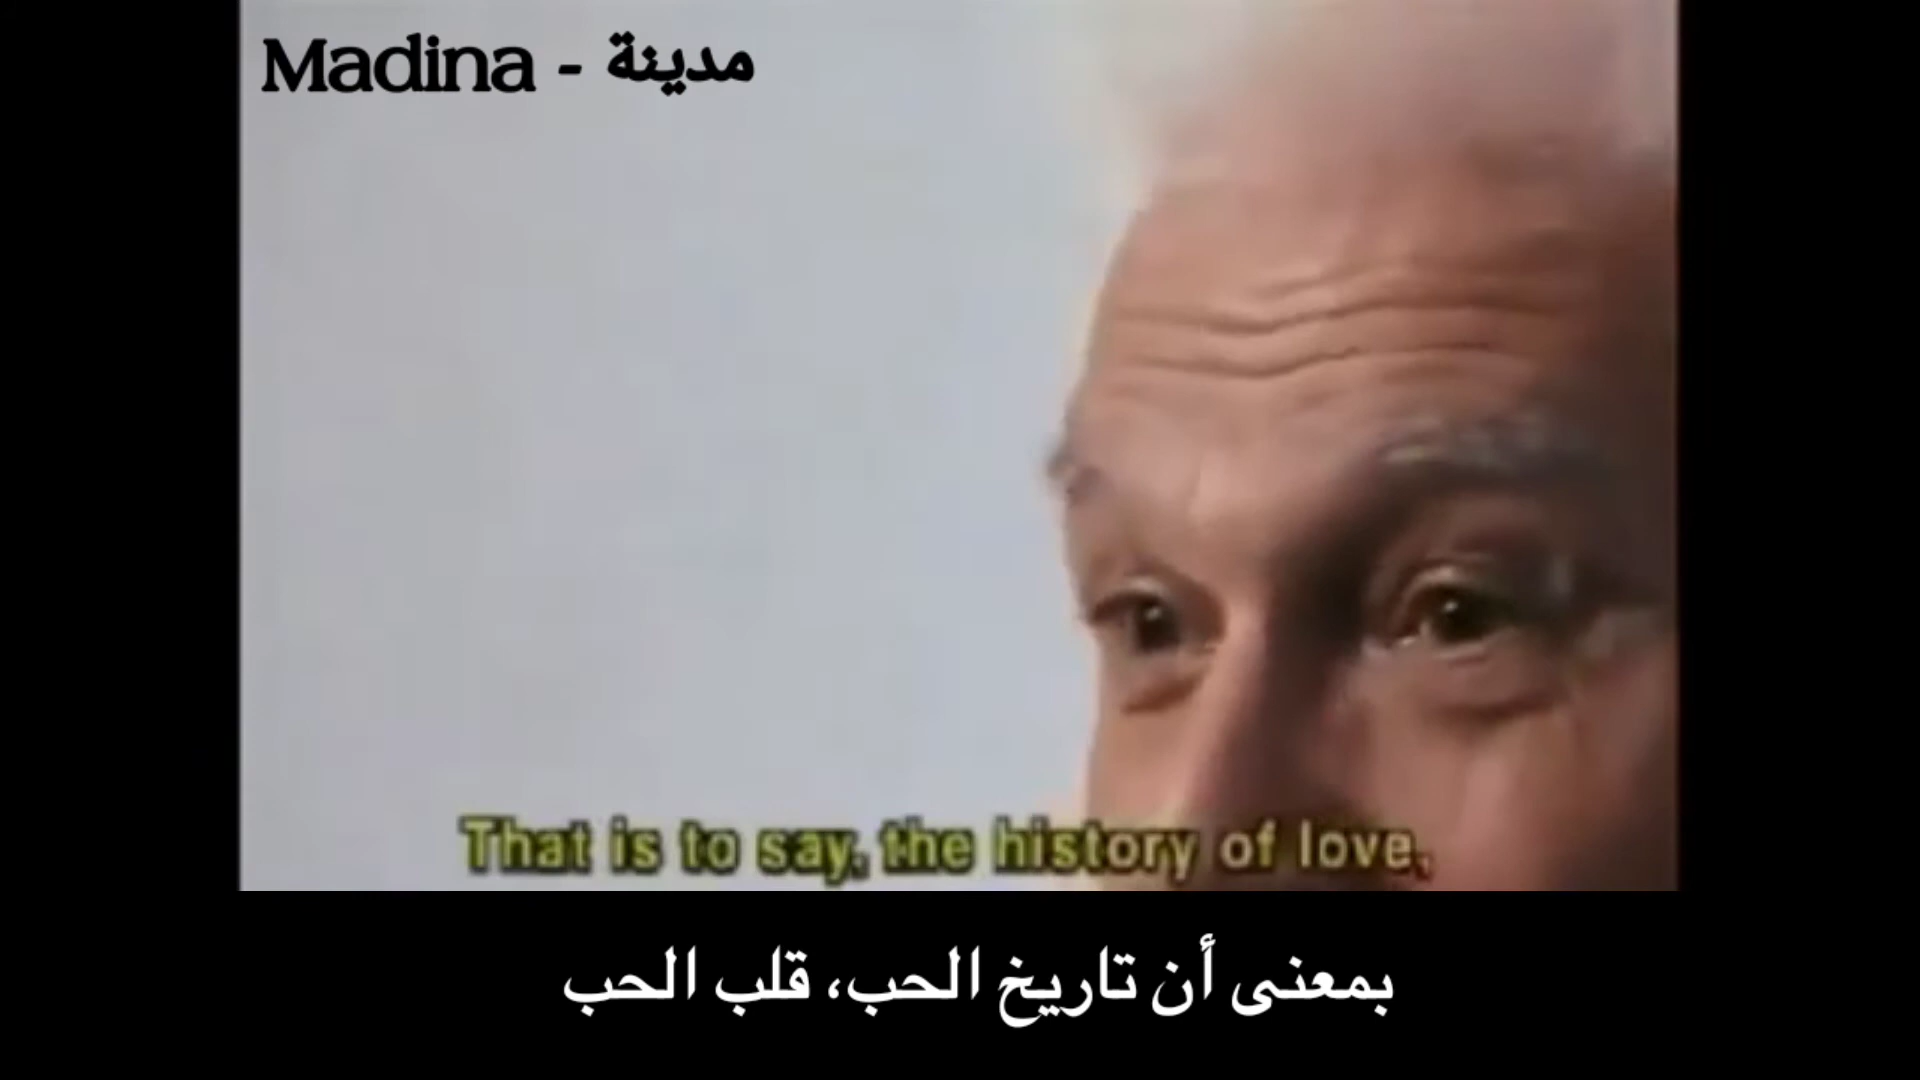 Madina - مدينة
That is to say, the history of love,
بمعنى أن تاريخ الحب، قلب الحب